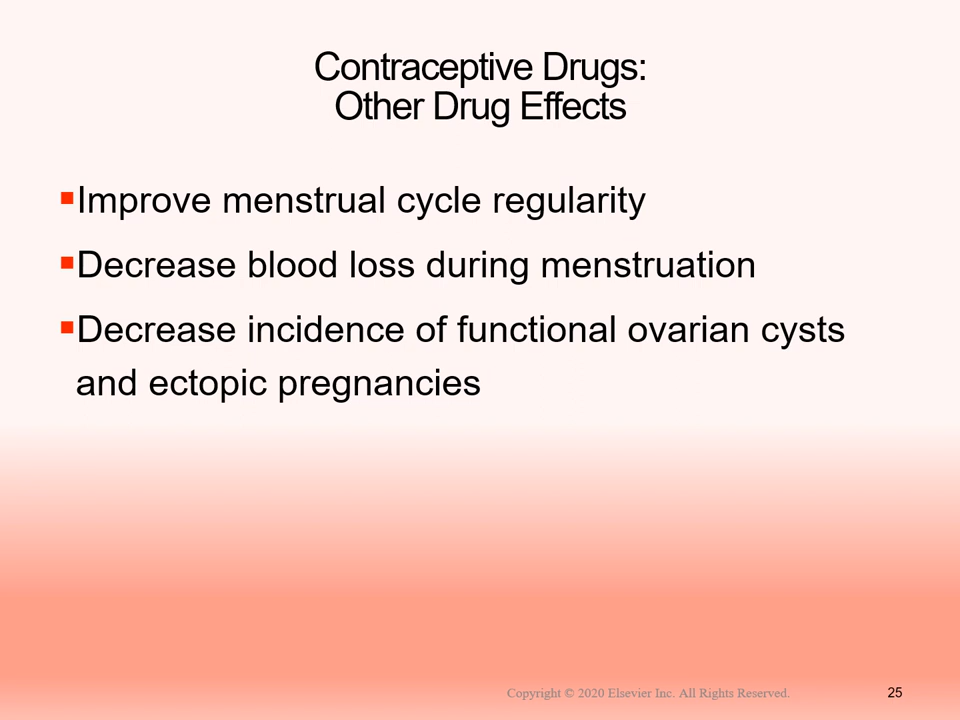 Contraceptive Drugs:
Other Drug Effects
▪Improve menstrual cycle regularity
▪Decrease blood loss during menstruation
▪Decrease incidence of functional ovarian cysts
and ectopic pregnancies
Copyright © 2020 Elsevier Inc. All Rights Reserved.
25